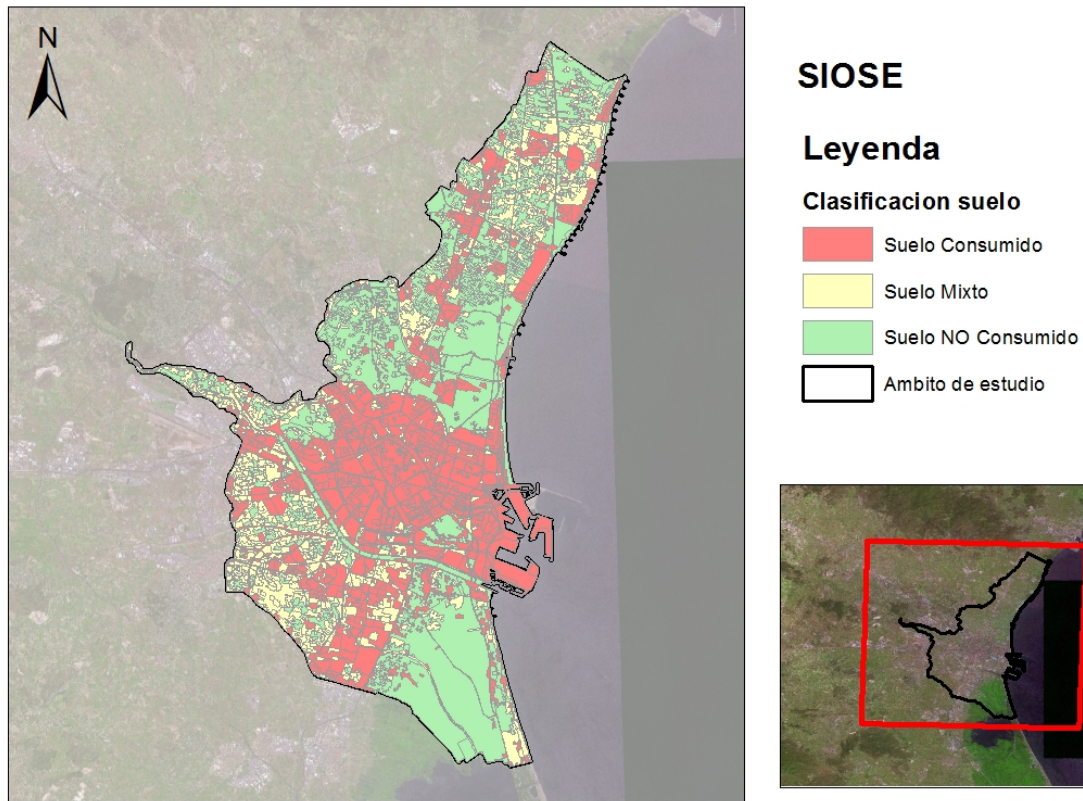 N
SIOSE
Leyenda
Clasificacion suelo
Suelo Consumido
Suelo Mixto
Suelo NO Consumido
Ambito de estudio